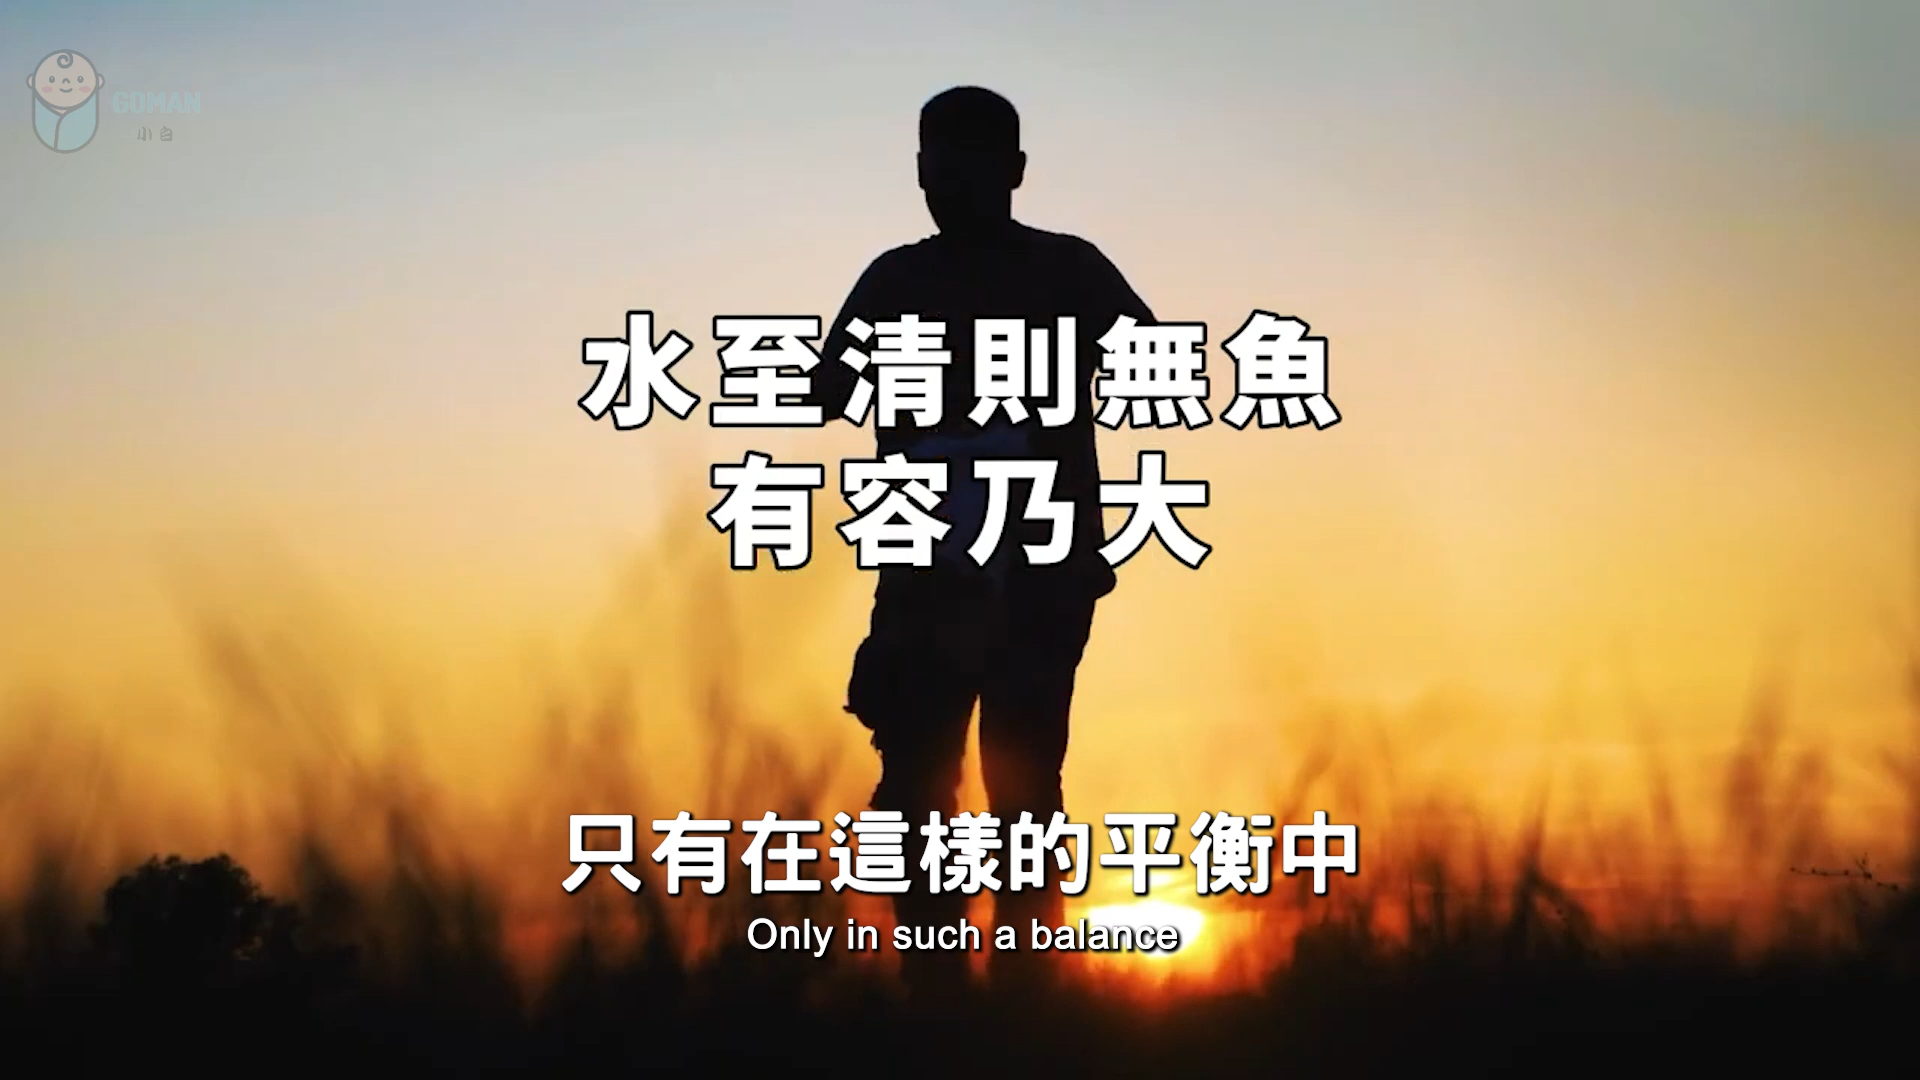 GOMAN
小白
水至清則無魚
有容乃大
只有在這樣的平衡中
Only in such a balance